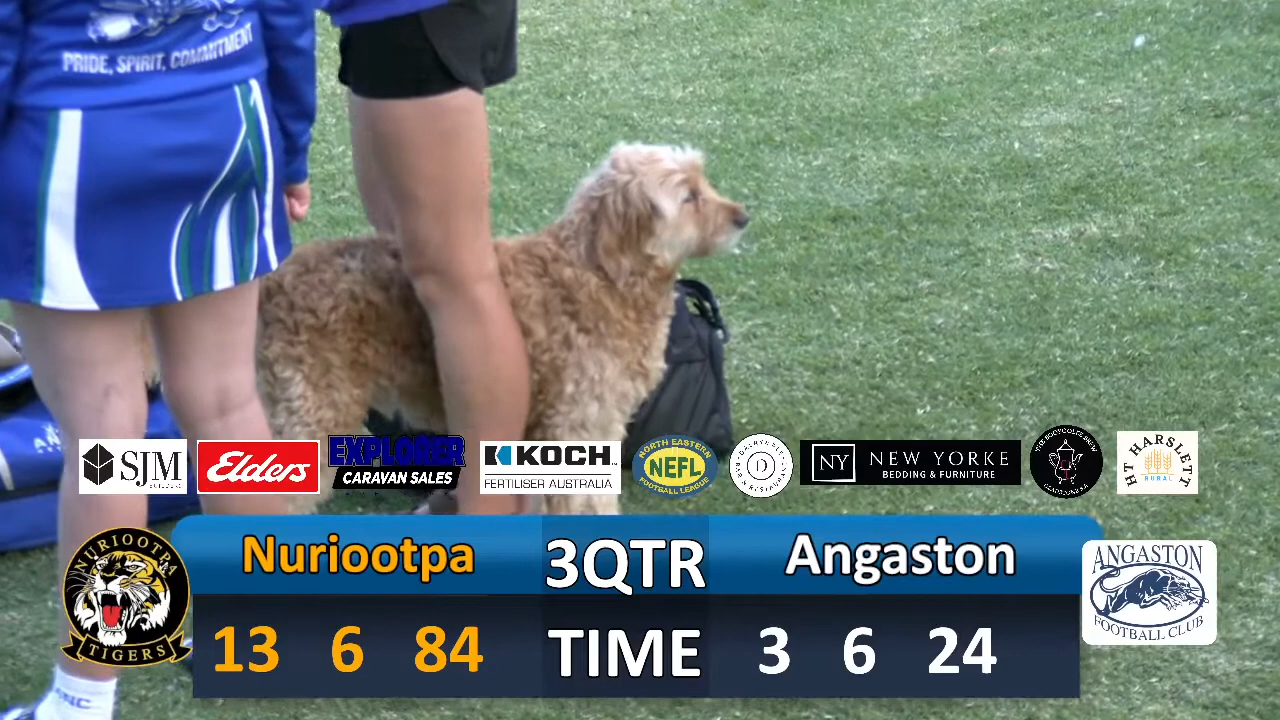 PRIDE, SPIRIT, COMMITMENT
SJM
BUILDERS
Elders
EXPLORER
CARAVAN SALES
KOCH
FERTILISER AUSTRALIA
NORTH EASTERN
NEFL
FOOTBALL LEAGUE
D
NY
NEW YORKE
BEDDING & FURNITURE
HT HARSLETT
RURAL
NURIOOTPA
TIGERS
Nuriootpa
3QTR
Angaston
13 6 84
TIME
3 6 24
ANGASTON
FOOTBALL CLUB